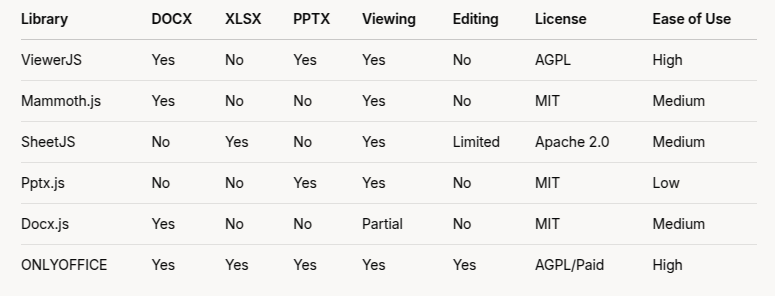 Library DOCX XLSX PPTX Viewing Editing License Ease of Use
ViewerJS Yes No Yes Yes No AGPL High
Mammoth.js Yes No No Yes No MIT Medium
SheetJS No Yes No Yes Limited Apache 2.0 Medium
Pptx.js No No Yes Yes No MIT Low
Docx.js Yes No No Partial No MIT Medium
ONLYOFFICE Yes Yes Yes Yes Yes AGPL/Paid High